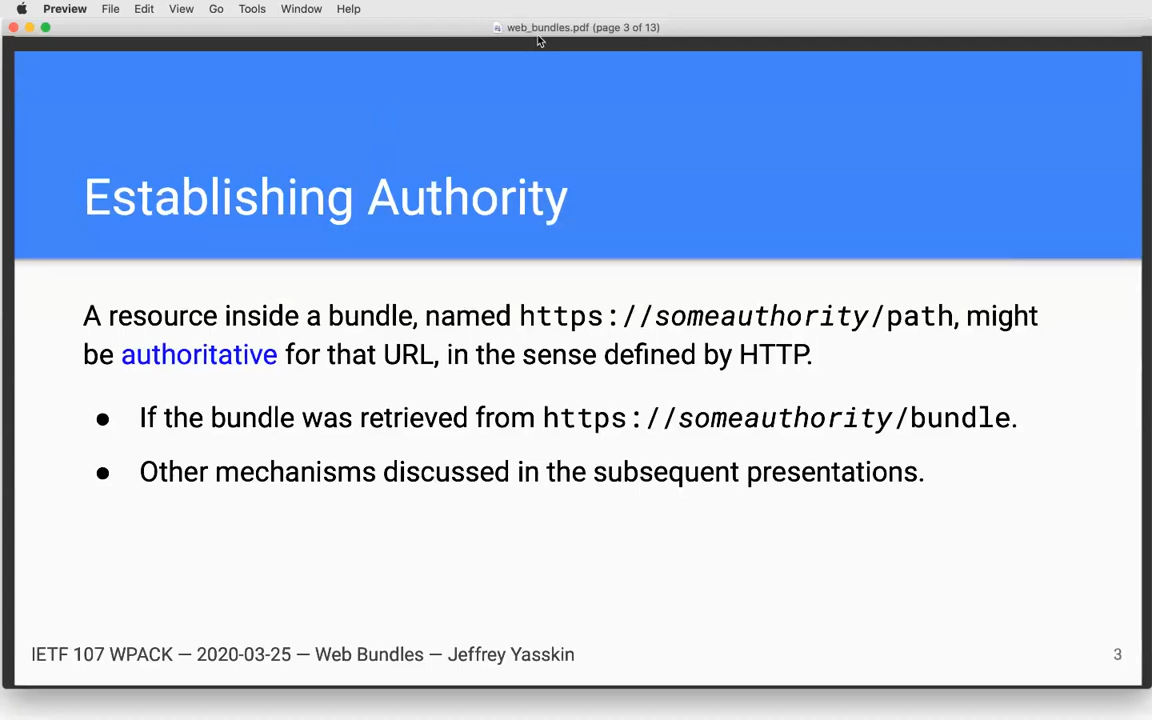 Preview File Edit View Go Tools Window Help
web_bundles.pdf (page 3 of 13)
Establishing Authority
A resource inside a bundle, named https://someauthority/path, might
be authoritative for that URL, in the sense defined by HTTP.
● If the bundle was retrieved from https://someauthority/bundle.
● Other mechanisms discussed in the subsequent presentations.
IETF 107 WPACK — 2020-03-25 — Web Bundles — Jeffrey Yasskin 3